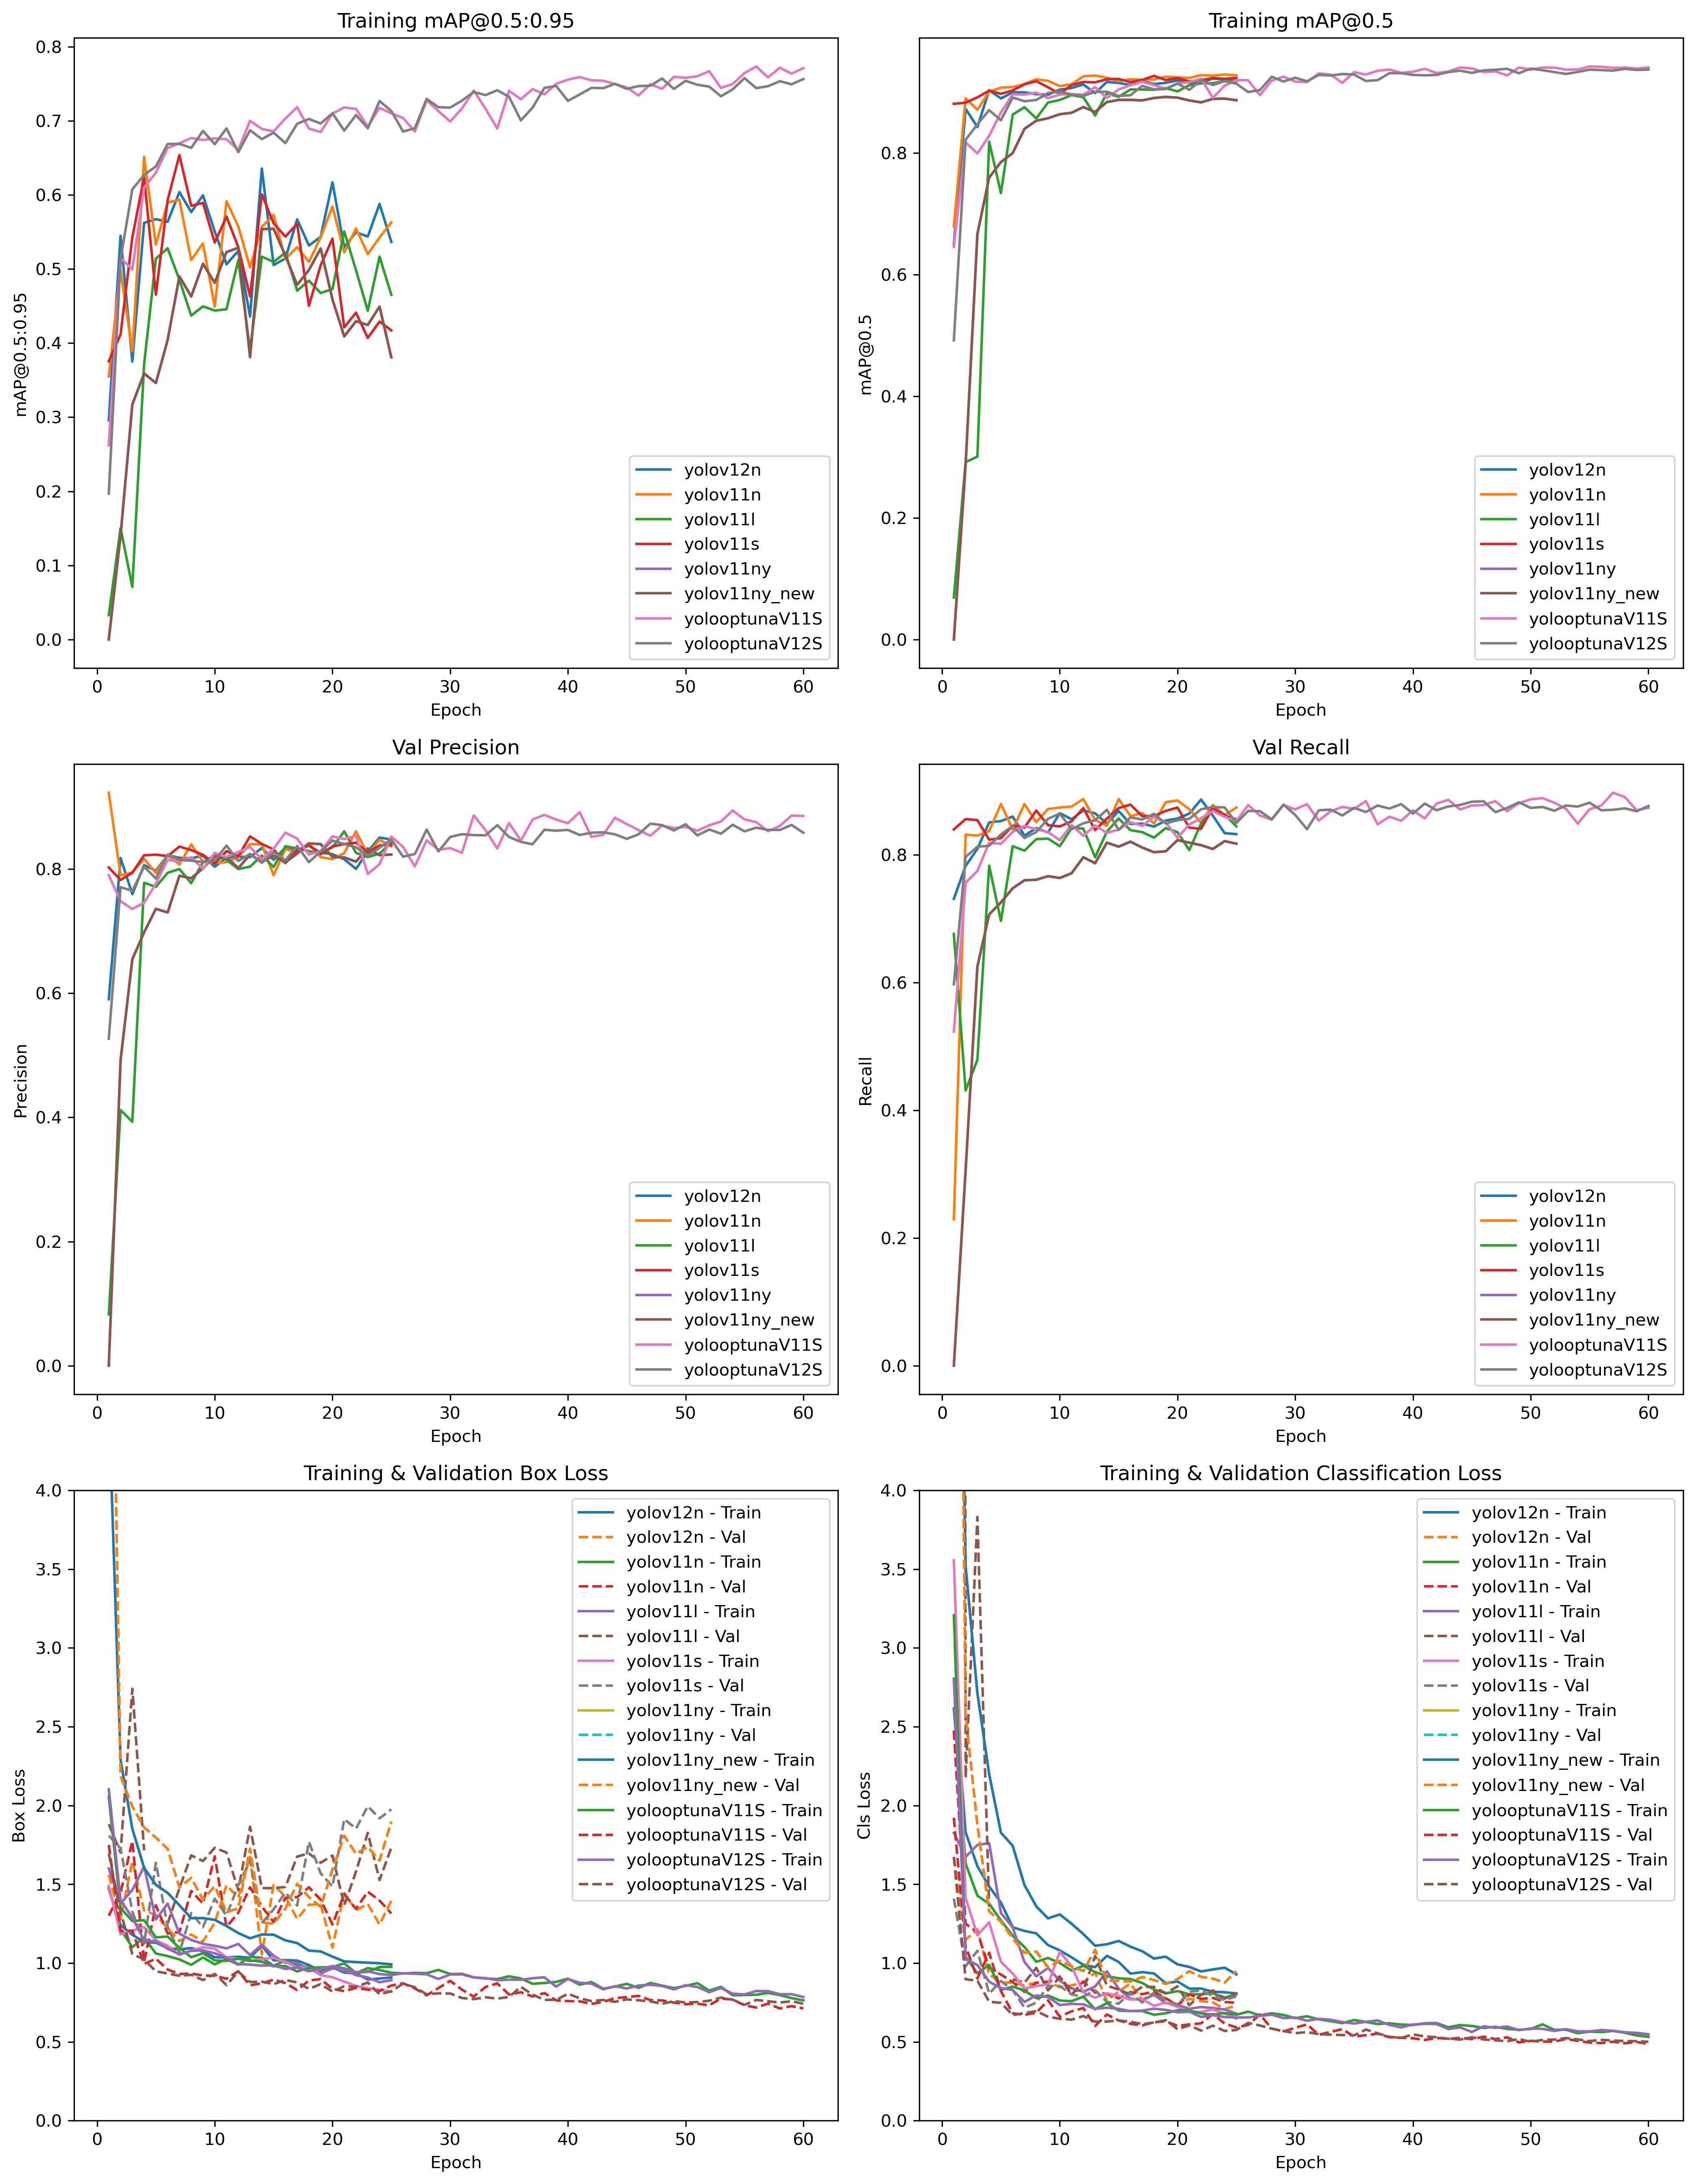 Training mAP@0.5:0.95
mAP@0.5:0.95
0.8
0.7
0.6
0.5
0.4
0.3
0.2
0.1
0.0
yolov12n
yolov11n
yolov11l
yolov11s
yolov11ny
yolov11ny_new
yolooptunaV11S
yolooptunaV12S
0 10 20 30 40 50 60
Epoch
Training mAP@0.5
mAP@0.5
0.8
0.6
0.4
0.2
0.0
yolov12n
yolov11n
yolov11l
yolov11s
yolov11ny
yolov11ny_new
yolooptunaV11S
yolooptunaV12S
0 10 20 30 40 50 60
Epoch
Val Precision
Precision
0.8
0.6
0.4
0.2
0.0
yolov12n
yolov11n
yolov11l
yolov11s
yolov11ny
yolov11ny_new
yolooptunaV11S
yolooptunaV12S
0 10 20 30 40 50 60
Epoch
Val Recall
Recall
0.8
0.6
0.4
0.2
0.0
yolov12n
yolov11n
yolov11l
yolov11s
yolov11ny
yolov11ny_new
yolooptunaV11S
yolooptunaV12S
0 10 20 30 40 50 60
Epoch
Training & Validation Box Loss
Box Loss
4.0
3.5
3.0
2.5
2.0
1.5
1.0
0.5
0.0
yolov12n - Train
yolov12n - Val
yolov11n - Train
yolov11n - Val
yolov11l - Train
yolov11l - Val
yolov11s - Train
yolov11s - Val
yolov11ny - Train
yolov11ny - Val
yolov11ny_new - Train
yolov11ny_new - Val
yolooptunaV11S - Train
yolooptunaV11S - Val
yolooptunaV12S - Train
yolooptunaV12S - Val
0 10 20 30 40 50 60
Epoch
Training & Validation Classification Loss
Cls Loss
4.0
3.5
3.0
2.5
2.0
1.5
1.0
0.5
0.0
yolov12n - Train
yolov12n - Val
yolov11n - Train
yolov11n - Val
yolov11l - Train
yolov11l - Val
yolov11s - Train
yolov11s - Val
yolov11ny - Train
yolov11ny - Val
yolov11ny_new - Train
yolov11ny_new - Val
yolooptunaV11S - Train
yolooptunaV11S - Val
yolooptunaV12S - Train
yolooptunaV12S - Val
0 10 20 30 40 50 60
Epoch